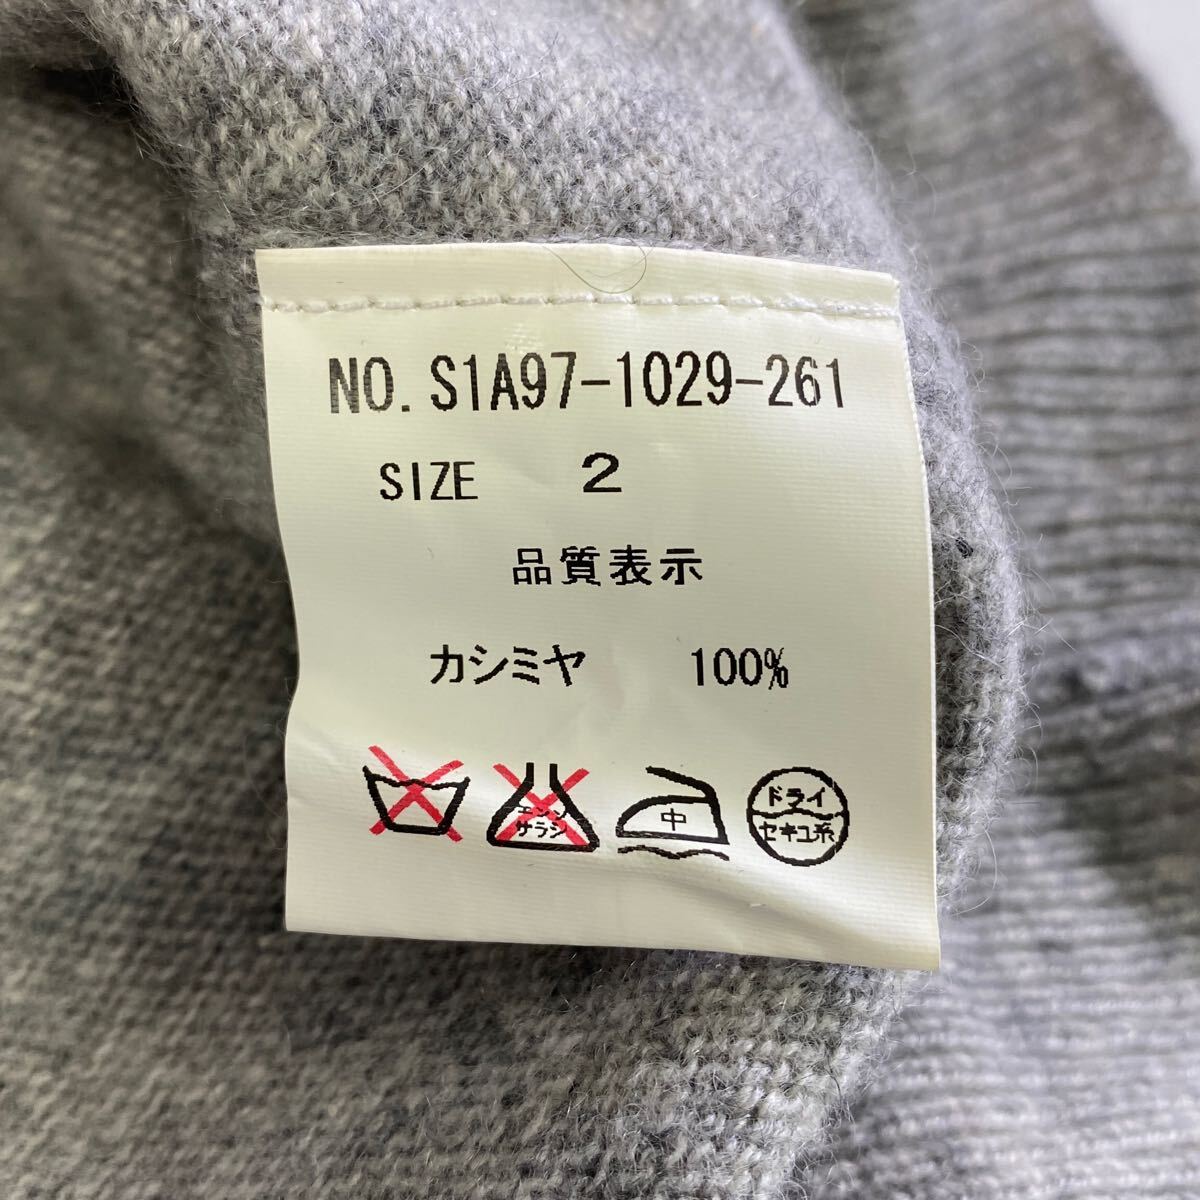 NO. S1A97-1029-261
SIZE 2
品質表示
カシミヤ 100%
エンソ
サラシ
中
ドライ
セキユ系